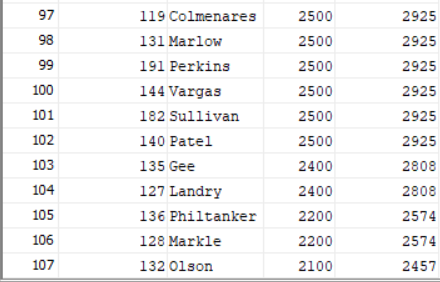 97 119 Colmenares 2500 2925
98 131 Marlow 2500 2925
99 191 Perkins 2500 2925
100 144 Vargas 2500 2925
101 182 Sullivan 2500 2925
102 140 Patel 2500 2925
103 135 Gee 2400 2808
104 127 Landry 2400 2808
105 136 Philtanker 2200 2574
106 128 Markle 2200 2574
107 132 Olson 2100 2457